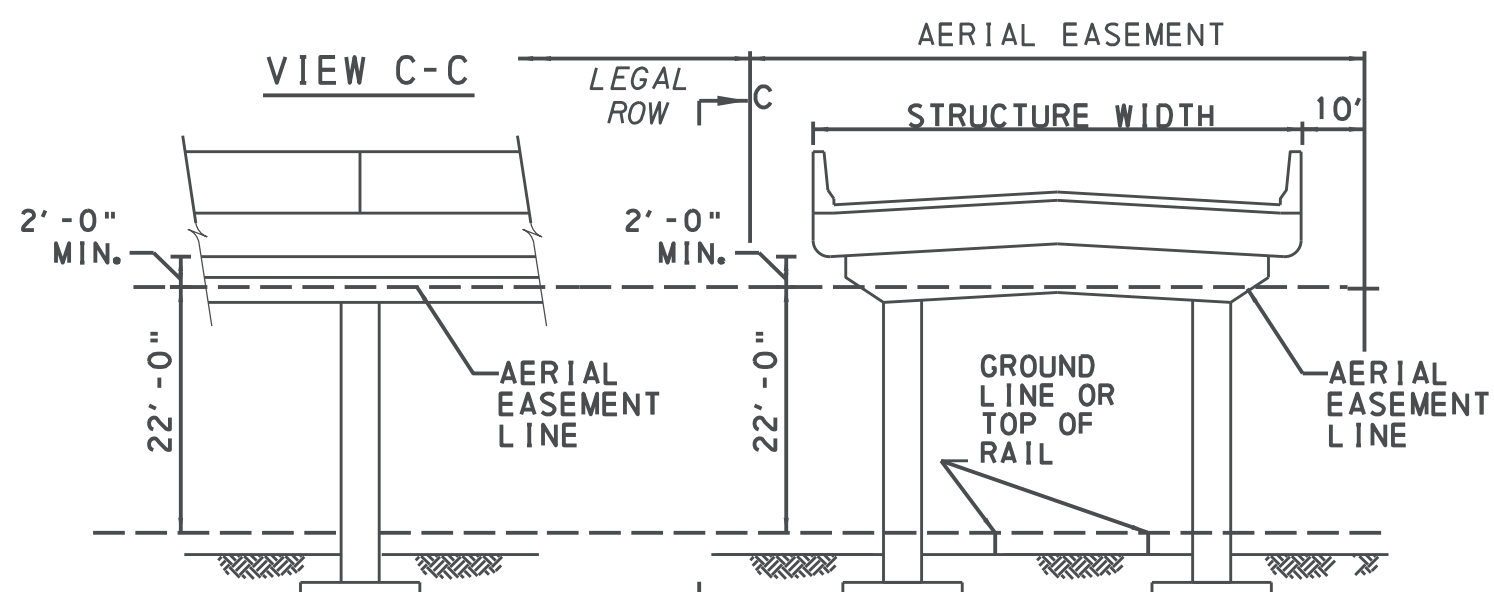 AERIAL EASEMENT
VIEW C-C
LEGAL
ROW
C
STRUCTURE WIDTH
10'
2'-0"
MIN.
2'-0"
MIN.
22'-0"
22'-0"
AERIAL
EASEMENT
LINE
GROUND
LINE OR
TOP OF
RAIL
AERIAL
EASEMENT
LINE